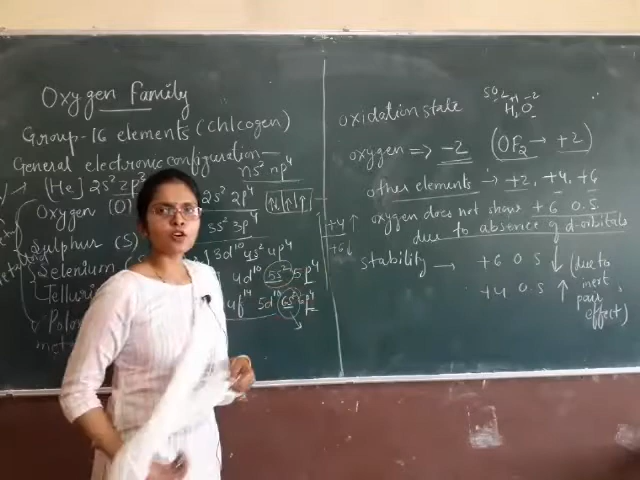 Oxygen Family
Group-16 elements (chlcogen)
General electronic configuration—
ns² np⁴
[He] 2s² 2p⁴
Oxygen (O) 2s² 2p⁴
Sulphur (S) 3s² 3p⁴
Selenium 3d¹⁰ 4s² 4p⁴
4d¹⁰ 5s² 5p⁴
4f¹⁴ 5d¹⁰ 6s² 6p⁴
oxidation state SO₂ H₂⁺¹O⁻²
oxygen => -2 (OF₂ → +2)
other elements → +2, +4, +6
oxygen does not show +6 O.S
due to absence of d-orbitals
+4 ↑
+6 ↓
stability → +6 O S ↓ (due to
+4 O S ↑ inert
pair
effect)